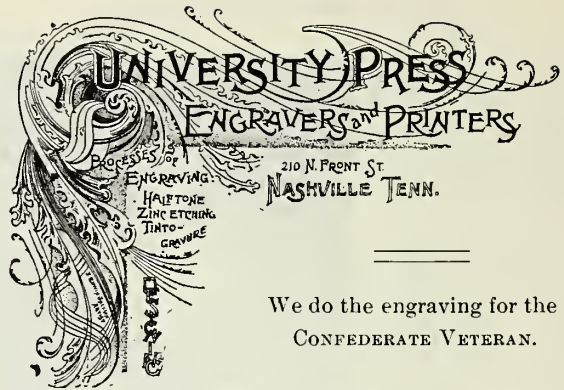 UNIVERSITY PRESS
ENGRAVERS and PRINTERS
PROCESSES OF
ENGRAVING:
HALFTONE
ZINC ETCHING
TINTO-
GRAVURE
210 N. FRONT ST.
NASHVILLE TENN.
We do the engraving for the
CONFEDERATE VETERAN.